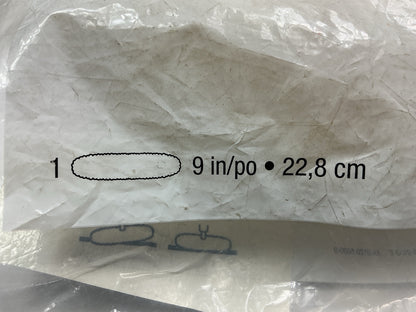 1 9 in/po • 22,8 cm